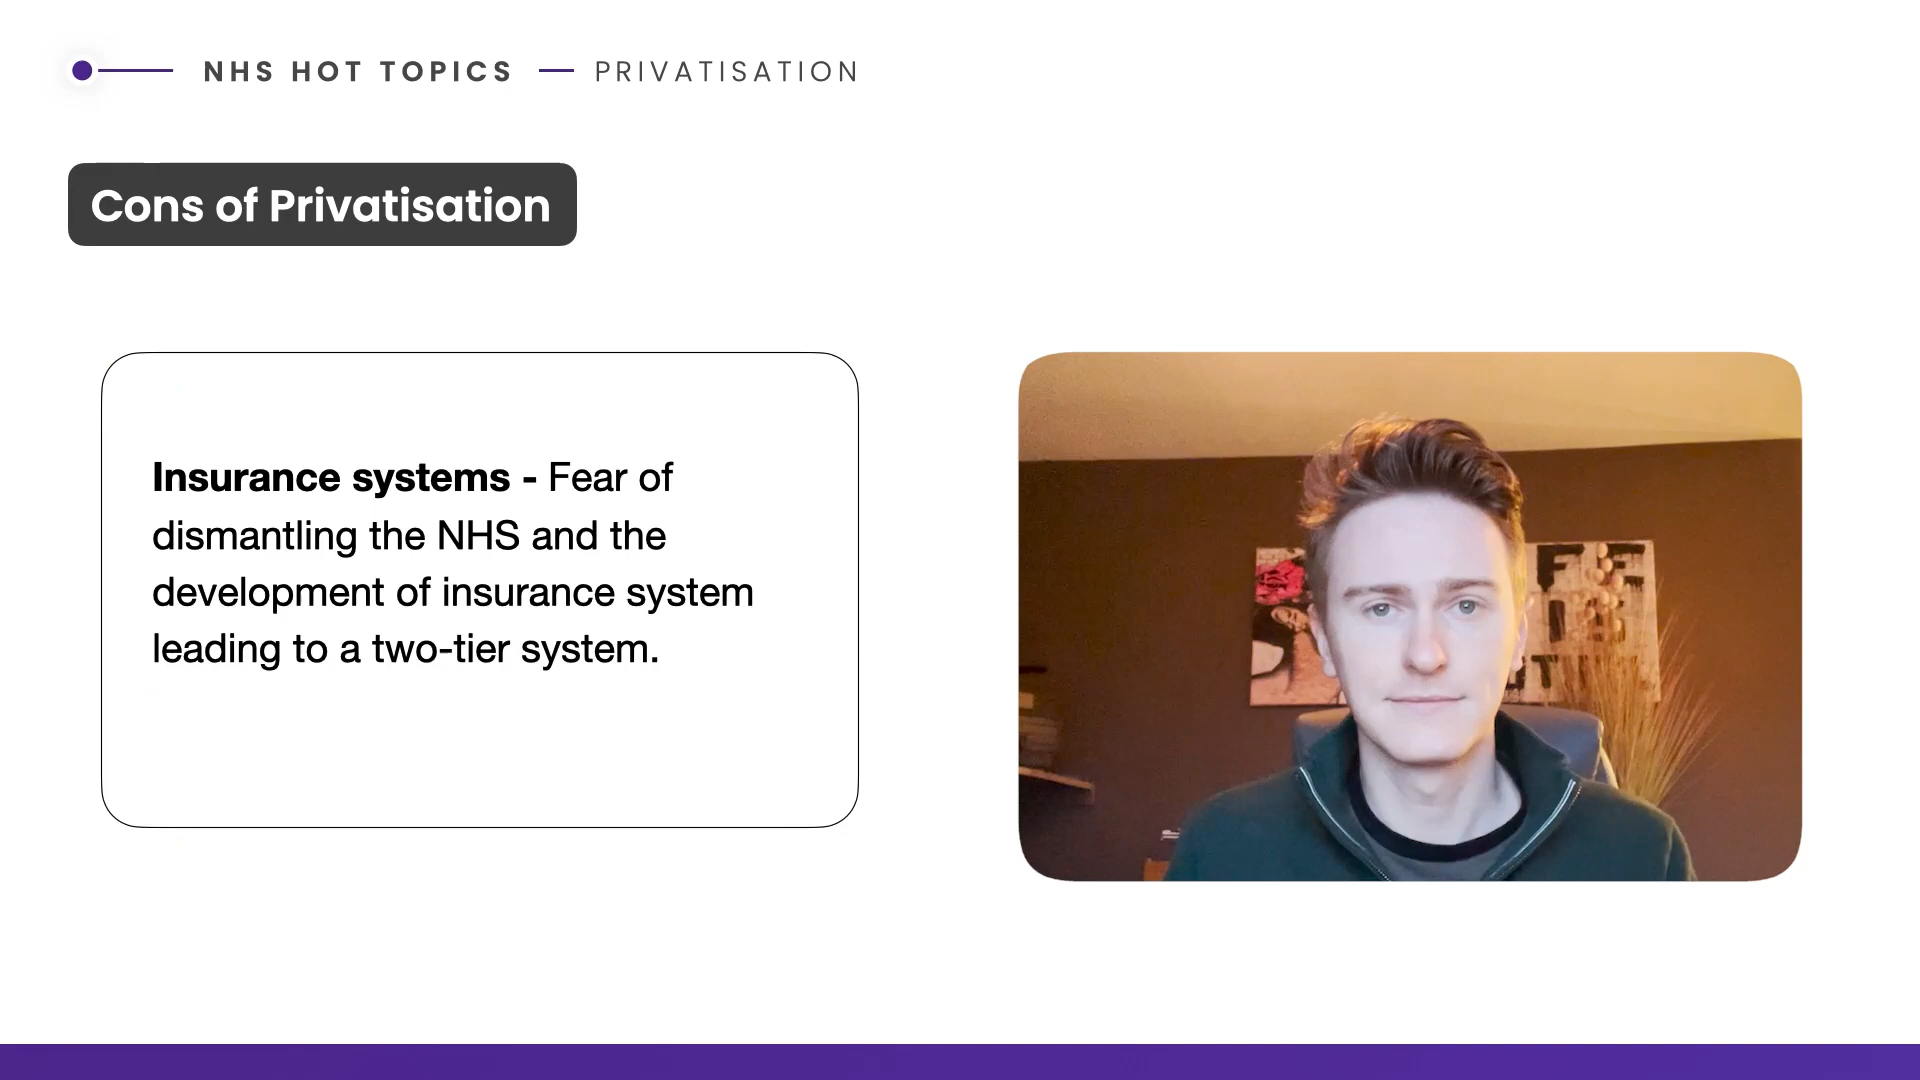 NHS HOT TOPICS — PRIVATISATION
Cons of Privatisation
Insurance systems - Fear of
dismantling the NHS and the
development of insurance system
leading to a two-tier system.